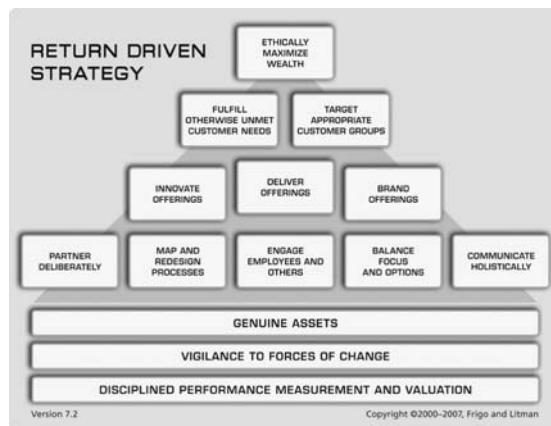 RETURN DRIVEN
STRATEGY
ETHICALLY
MAXIMIZE
WEALTH
FULFILL
OTHERWISE UNMET
CUSTOMER NEEDS
TARGET
APPROPRIATE
CUSTOMER GROUPS
INNOVATE
OFFERINGS
DELIVER
OFFERINGS
BRAND
OFFERINGS
PARTNER
DELIBERATELY
MAP AND
REDESIGN
PROCESSES
ENGAGE
EMPLOYEES AND
OTHERS
BALANCE
FOCUS
AND OPTIONS
COMMUNICATE
HOLISTICALLY
GENUINE ASSETS
VIGILANCE TO FORCES OF CHANGE
DISCIPLINED PERFORMANCE MEASUREMENT AND VALUATION
Version 7.2
Copyright ©2000–2007, Frigo and Litman